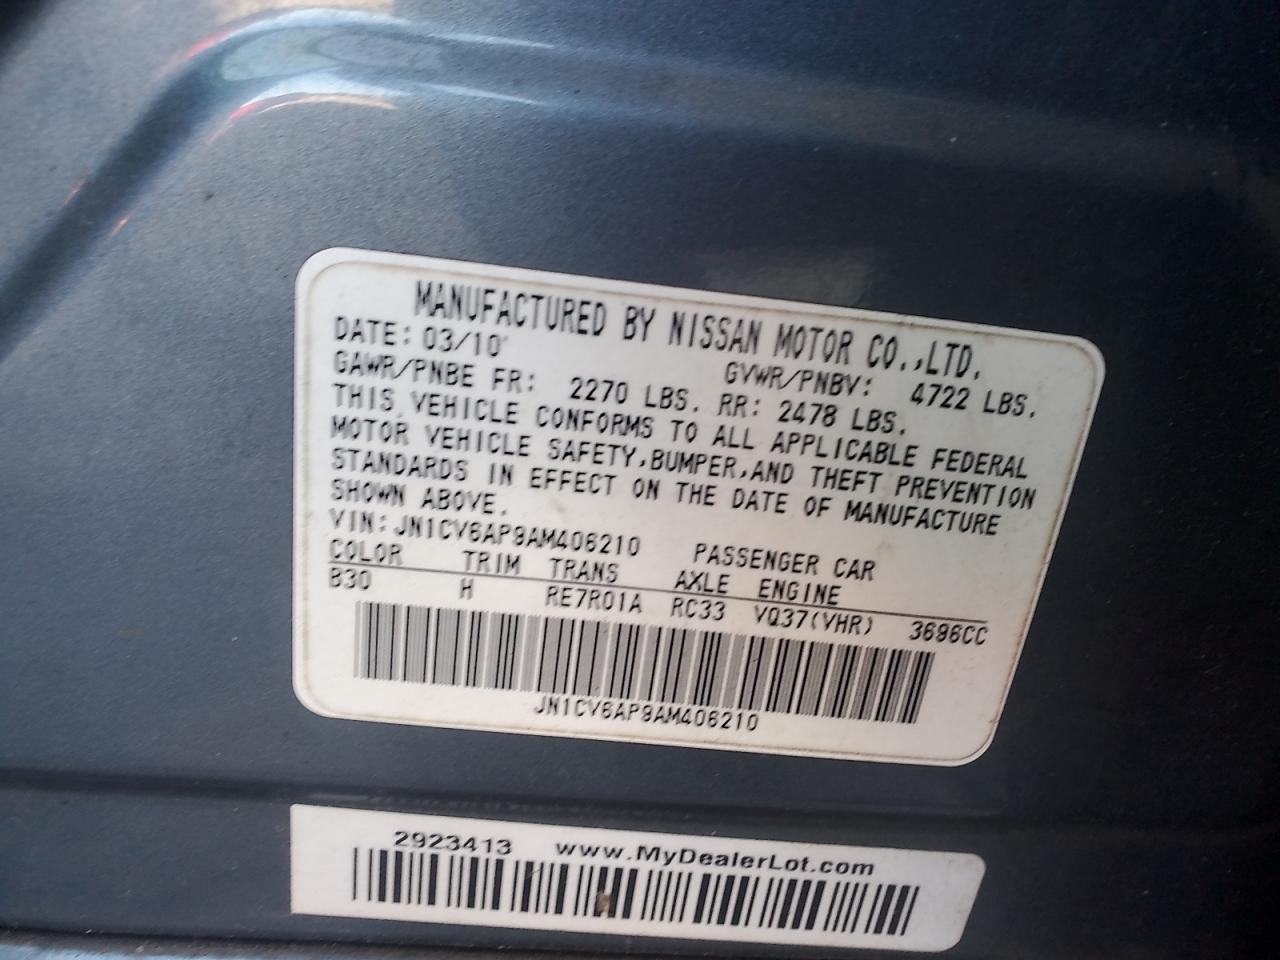 MANUFACTURED BY NISSAN MOTOR CO.,LTD.
DATE: 03/10 GVWR/PNBV: 4722 LBS.
GAWR/PNBE FR: 2270 LBS. RR: 2478 LBS.
THIS VEHICLE CONFORMS TO ALL APPLICABLE FEDERAL
MOTOR VEHICLE SAFETY,BUMPER,AND THEFT PREVENTION
STANDARDS IN EFFECT ON THE DATE OF MANUFACTURE
SHOWN ABOVE.
VIN: JN1CV6AP9AM406210 PASSENGER CAR
COLOR TRIM TRANS AXLE ENGINE
B30 H RE7R01A RC33 VQ37(VHR) 3696CC
JN1CV6AP9AM406210
2923413 www.MyDealerLot.com